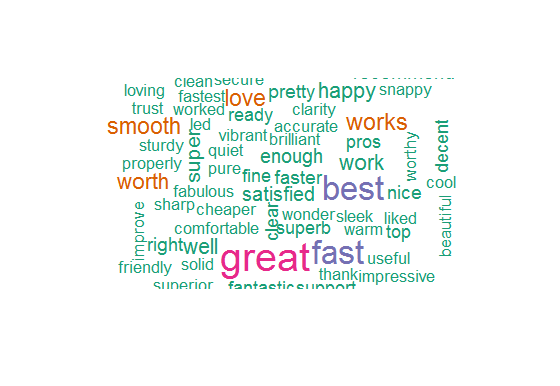 recommend
clean secure
loving fastest love pretty happy snappy
trust worked ready clarity
smooth led super vibrant accurate works
brilliant
sturdy quiet enough pros worthy decent
properly pure work
worth fine faster best nice cool
fabulous satisfied
sharp cheaper clear wonder sleek liked beautiful
improve comfortable superb warm top
right well great fast useful
friendly solid
thank impressive
superior fantastic support